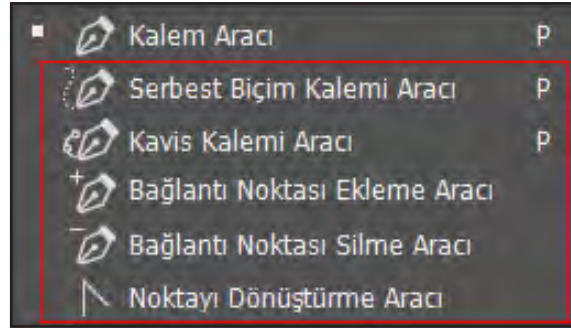 Kalem Aracı P
Serbest Biçim Kalemi Aracı P
Kavis Kalemi Aracı P
Bağlantı Noktası Ekleme Aracı
Bağlantı Noktası Silme Aracı
Noktayı Dönüştürme Aracı